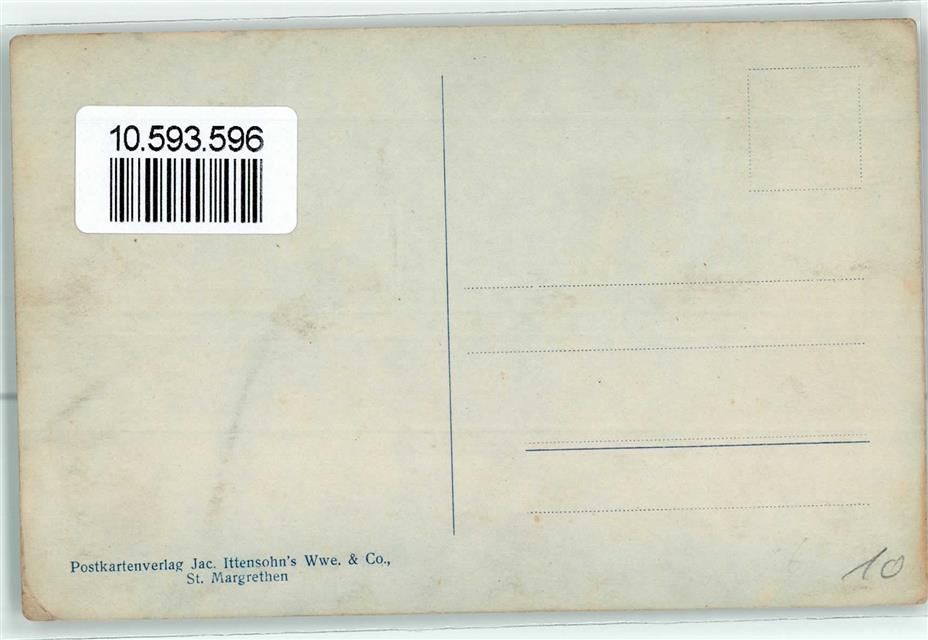 10.593.596
Postkartenverlag Jac. Ittensohn's Wwe. & Co.,
St. Margrethen
10